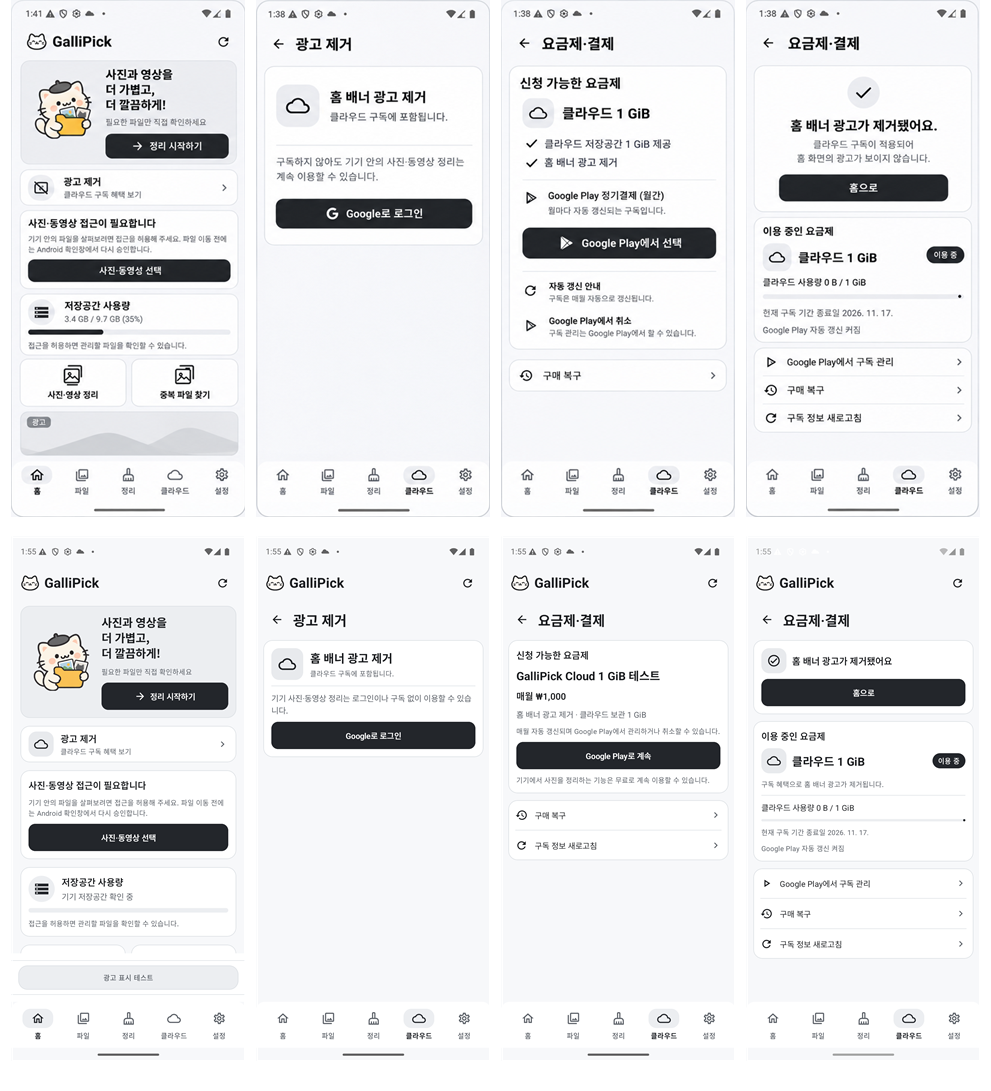 1:41
GalliPick
사진과 영상을
더 가볍고,
더 깔끔하게!
필요한 파일만 직접 확인하세요
정리 시작하기
광고 제거
클라우드 구독 혜택 보기
사진·동영상 접근이 필요합니다
기기 안의 파일을 살펴보려면 접근을 허용해 주세요. 파일 이동 전에
는 Android 확인창에서 다시 승인합니다.
사진·동영상 선택
저장공간 사용량
3.4 GB / 9.7 GB (35%)
접근을 허용하면 관리할 파일을 확인할 수 있습니다.
사진·영상 정리
중복 파일 찾기
광고
홈
파일
정리
클라우드
설정
1:38
광고 제거
홈 배너 광고 제거
클라우드 구독에 포함됩니다.
구독하지 않아도 기기 안의 사진·동영상 정리는
계속 이용할 수 있습니다.
Google로 로그인
홈
파일
정리
클라우드
설정
1:38
요금제·결제
신청 가능한 요금제
클라우드 1 GiB
클라우드 저장공간 1 GiB 제공
홈 배너 광고 제거
Google Play 정기결제 (월간)
월마다 자동 갱신되는 구독입니다.
Google Play에서 선택
자동 갱신 안내
구독은 매월 자동으로 갱신됩니다.
Google Play에서 취소
구독 관리는 Google Play에서 할 수 있습니다.
구매 복구
홈
파일
정리
클라우드
설정
1:38
요금제·결제
홈 배너 광고가 제거됐어요.
클라우드 구독이 적용되어
홈 화면의 광고가 보이지 않습니다.
홈으로
이용 중인 요금제
클라우드 1 GiB
이용 중
클라우드 사용량 0 B / 1 GiB
현재 구독 기간 종료일 2026. 11. 17.
Google Play 자동 갱신 켜짐
Google Play에서 구독 관리
구매 복구
구독 정보 새로고침
홈
파일
정리
클라우드
설정
1:55
GalliPick
사진과 영상을
더 가볍고,
더 깔끔하게!
필요한 파일만 직접 확인하세요
정리 시작하기
광고 제거
클라우드 구독 혜택 보기
사진·동영상 접근이 필요합니다
기기 안의 파일을 살펴보려면 접근을 허용해 주세요. 파일 이동 전에
는 Android 확인창에서 다시 승인합니다.
사진·동영상 선택
저장공간 사용량
기기 저장공간 확인 중
접근을 허용하면 관리할 파일을 확인할 수 있습니다.
광고 표시 테스트
홈
파일
정리
클라우드
설정
1:55
GalliPick
광고 제거
홈 배너 광고 제거
클라우드 구독에 포함됩니다.
기기 사진·동영상 정리는 로그인이나 구독 없이 이용할 수 있습
니다.
Google로 로그인
홈
파일
정리
클라우드
설정
1:55
GalliPick
요금제·결제
신청 가능한 요금제
GalliPick Cloud 1 GiB 테스트
매월 ₩1,000
홈 배너 광고 제거 · 클라우드 보관 1 GiB
매월 자동 갱신되며 Google Play에서 관리하거나 취소할 수 있습니다.
Google Play로 계속
기기에서 사진을 정리하는 기능은 무료로 계속 이용할 수 있습니다.
구매 복구
구독 정보 새로고침
홈
파일
정리
클라우드
설정
1:55
GalliPick
요금제·결제
홈 배너 광고가 제거됐어요
홈으로
이용 중인 요금제
클라우드 1 GiB
이용 중
구독 혜택으로 홈 배너 광고가 제거됩니다.
클라우드 사용량 0 B / 1 GiB
현재 구독 기간 종료일 2026. 11. 17.
Google Play 자동 갱신 켜짐
Google Play에서 구독 관리
구매 복구
구독 정보 새로고침
홈
파일
정리
클라우드
설정